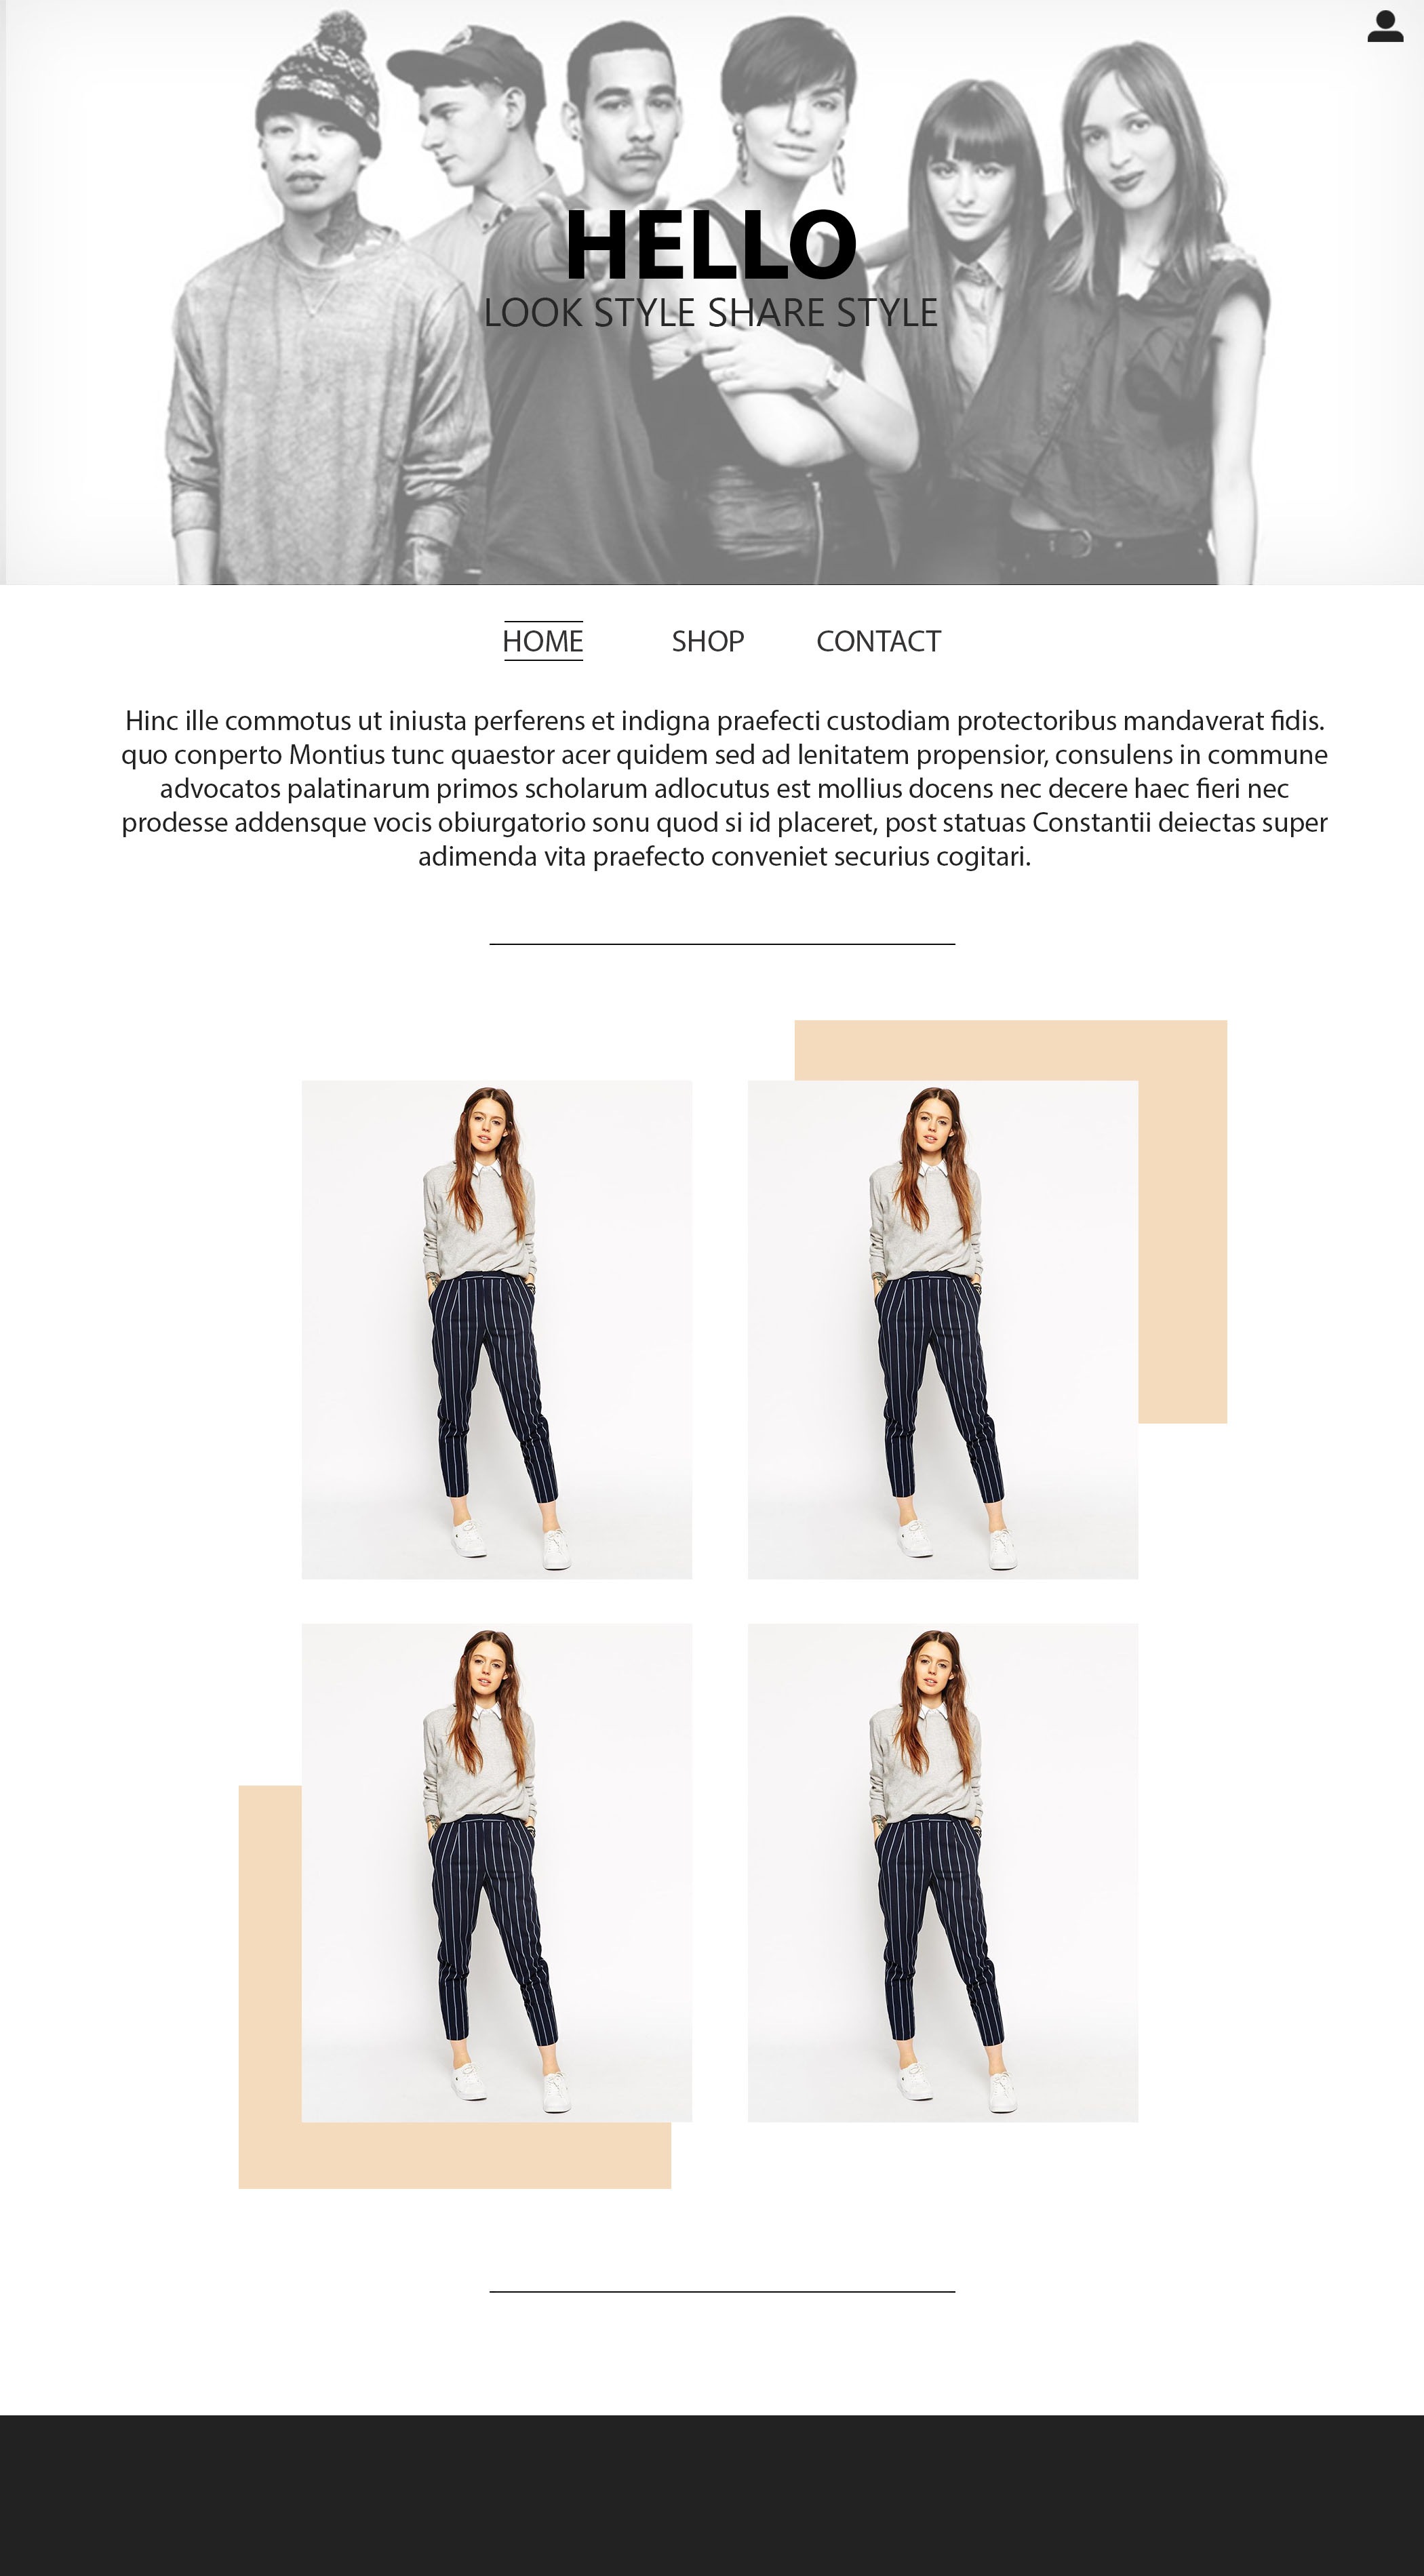 HELLO
LOOK STYLE SHARE STYLE
HOME SHOP CONTACT
Hinc ille commotus ut iniusta perferens et indigna praefecti custodiam protectoribus mandaverat fidis.
quo conperto Montius tunc quaestor acer quidem sed ad lenitatem propensior, consulens in commune
advocatos palatinarum primos scholarum adlocutus est mollius docens nec decere haec fieri nec
prodesse addensque vocis obiurgatorio sonu quod si id placeret, post statuas Constantii deiectas super
adimenda vita praefecto conveniet securius cogitari.